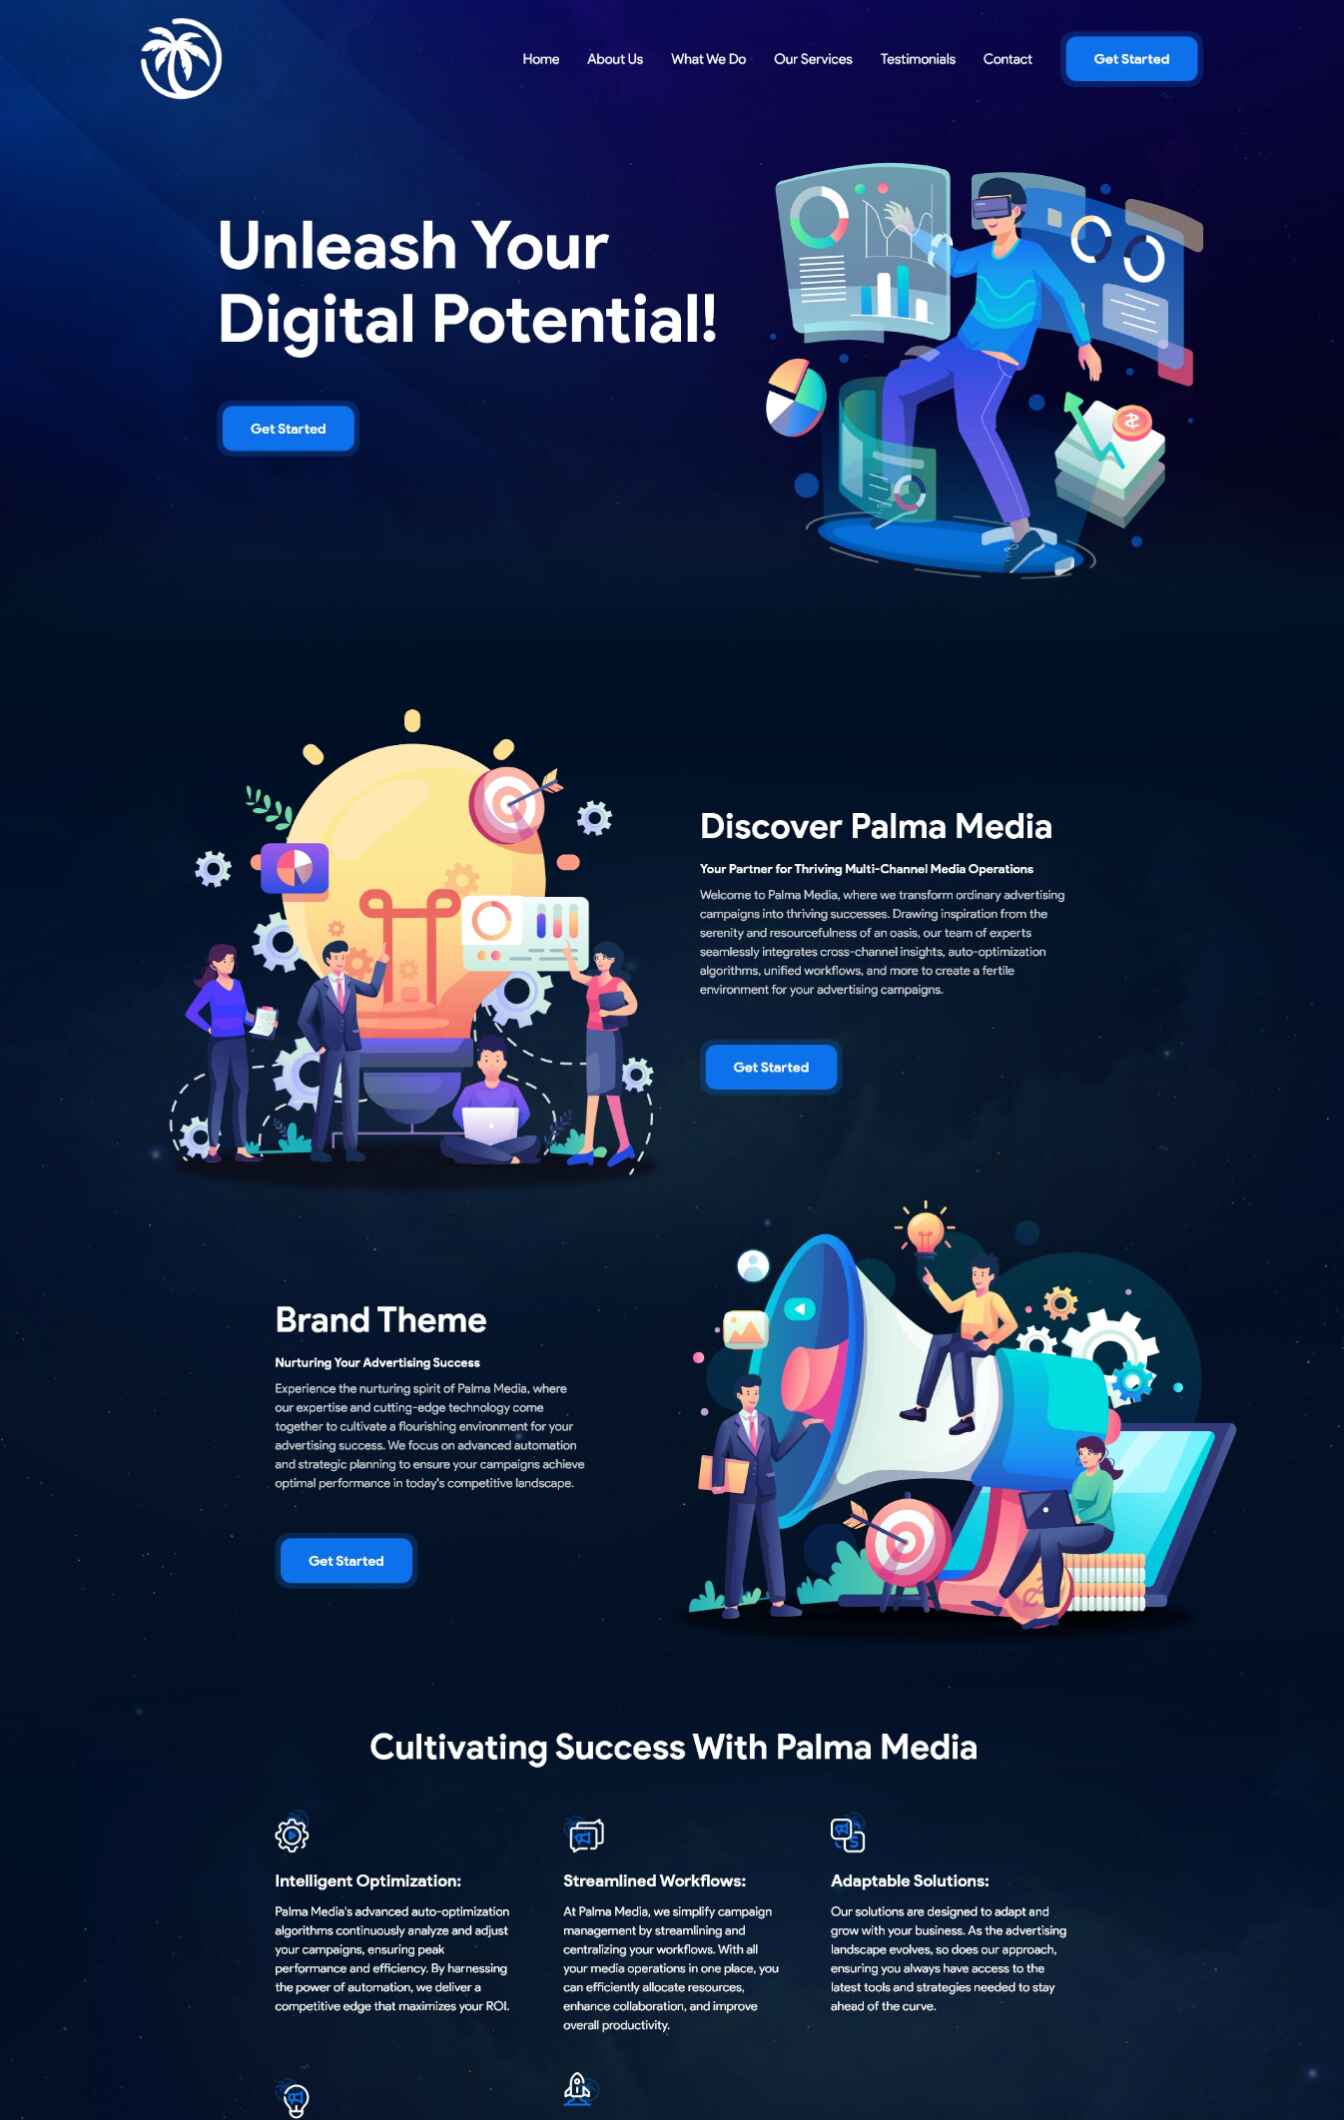 Home About Us What We Do Our Services Testimonials Contact Get Started
Unleash Your
Digital Potential!
Get Started
Discover Palma Media
Your Partner for Thriving Multi-Channel Media Operations
Welcome to Palma Media, where we transform ordinary advertising
campaigns into thriving successes. Drawing inspiration from the
serenity and resourcefulness of an oasis, our team of experts
seamlessly integrates cross-channel insights, auto-optimization
algorithms, unified workflows, and more to create a fertile
environment for your advertising campaigns.
Get Started
Brand Theme
Nurturing Your Advertising Success
Experience the nurturing spirit of Palma Media, where
our expertise and cutting-edge technology come
together to cultivate a flourishing environment for your
advertising success. We focus on advanced automation
and strategic planning to ensure your campaigns achieve
optimal performance in today's competitive landscape.
Get Started
Cultivating Success With Palma Media
Intelligent Optimization:
Palma Media's advanced auto-optimization
algorithms continuously analyze and adjust
your campaigns, ensuring peak
performance and efficiency. By harnessing
the power of automation, we deliver a
competitive edge that maximizes your ROI.
Streamlined Workflows:
At Palma Media, we simplify campaign
management by streamlining and
centralizing your workflows. With all
your media operations in one place, you
can efficiently allocate resources,
enhance collaboration, and improve
overall productivity.
Adaptable Solutions:
Our solutions are designed to adapt and
grow with your business. As the advertising
landscape evolves, so does our approach,
ensuring you always have access to the
latest tools and strategies needed to stay
ahead of the curve.